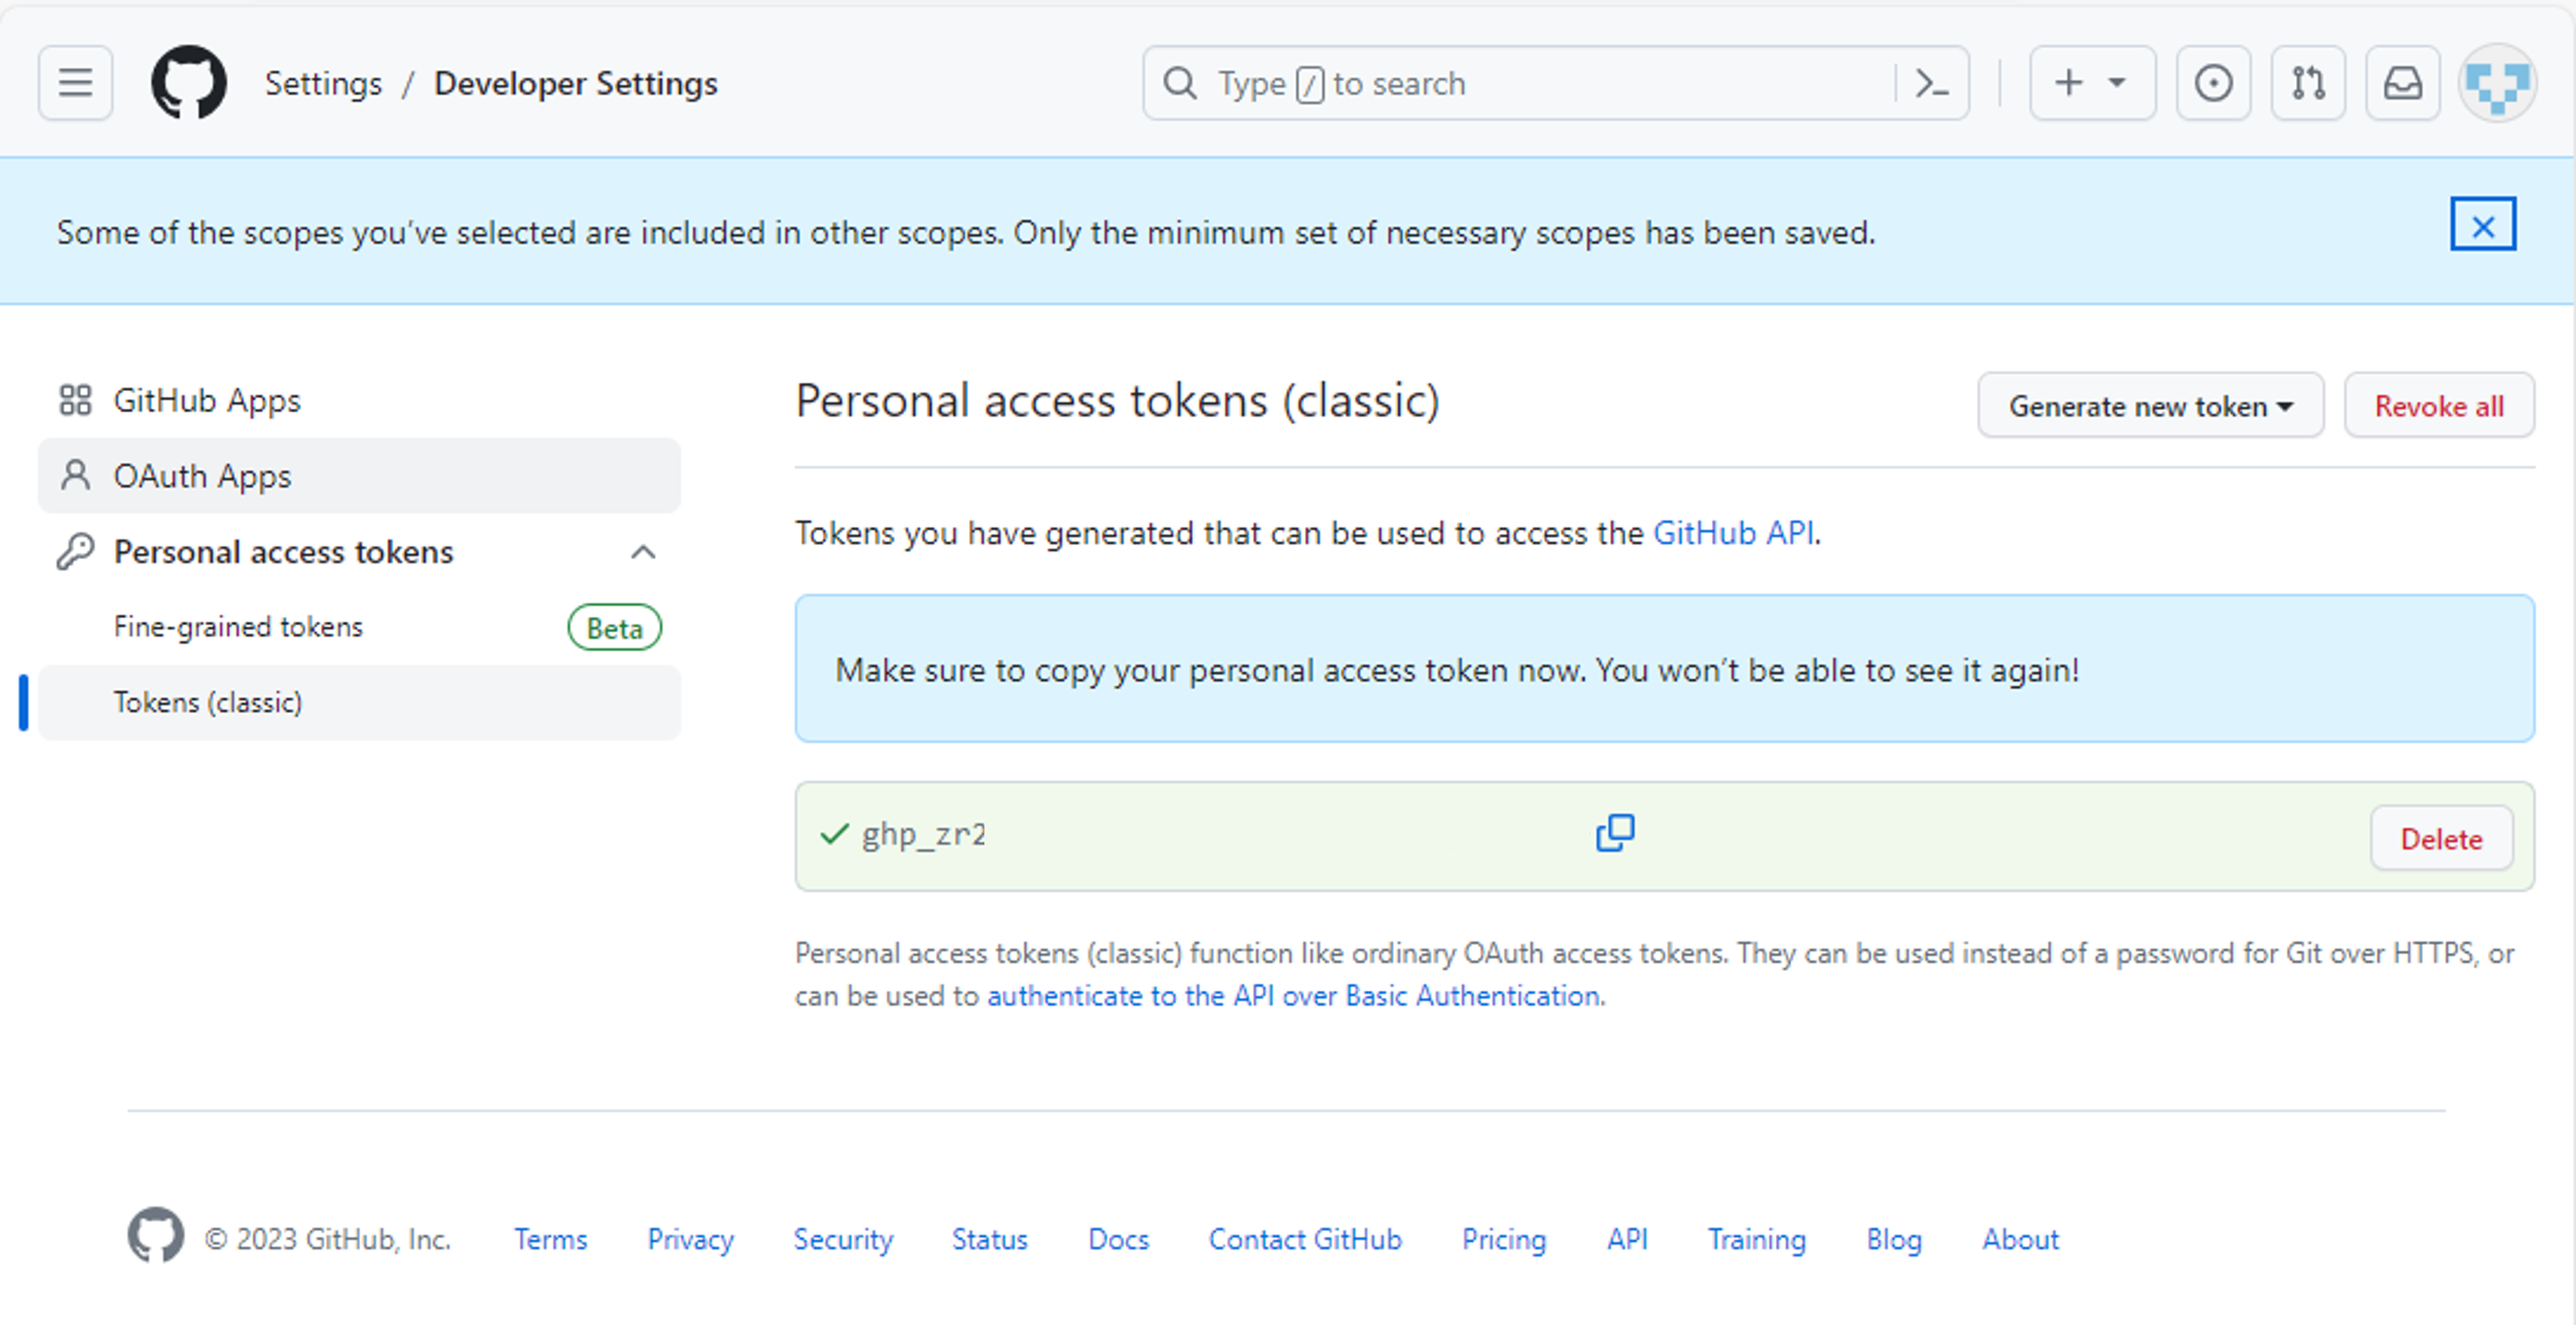 Settings / Developer Settings
Type / to search
Some of the scopes you’ve selected are included in other scopes. Only the minimum set of necessary scopes has been saved.
GitHub Apps
OAuth Apps
Personal access tokens
Fine-grained tokens Beta
Tokens (classic)
Personal access tokens (classic)
Generate new token
Revoke all
Tokens you have generated that can be used to access the GitHub API.
Make sure to copy your personal access token now. You won’t be able to see it again!
ghp_zr2
Delete
Personal access tokens (classic) function like ordinary OAuth access tokens. They can be used instead of a password for Git over HTTPS, or
can be used to authenticate to the API over Basic Authentication.
© 2023 GitHub, Inc. Terms Privacy Security Status Docs Contact GitHub Pricing API Training Blog About